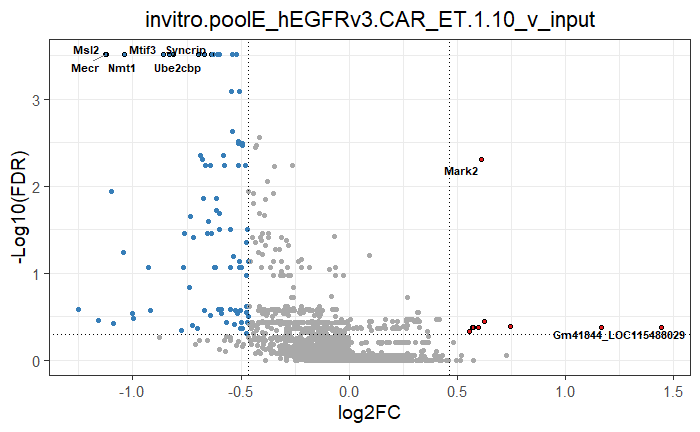 invitro.poolE_hEGFRv3.CAR_ET.1.10_v_input
Msl2 Mtif3 Syncrip
Mecr Nmt1 Ube2cbp
3
Mark2
2
-Log10(FDR)
1
Gm41844_LOC115488029
0
-1.0 -0.5 0.0 0.5 1.0 1.5
log2FC